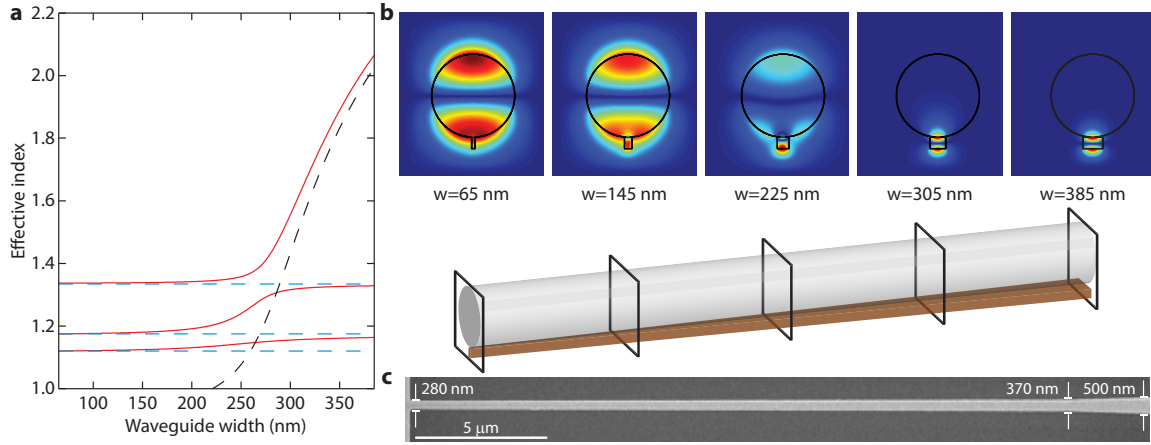 a
2.2
2.0
1.8
1.6
1.4
1.2
1.0
Effective index
100
150
200
250
300
350
Waveguide width (nm)
b
w=65 nm
w=145 nm
w=225 nm
w=305 nm
w=385 nm
c
280 nm
370 nm
500 nm
5 μm